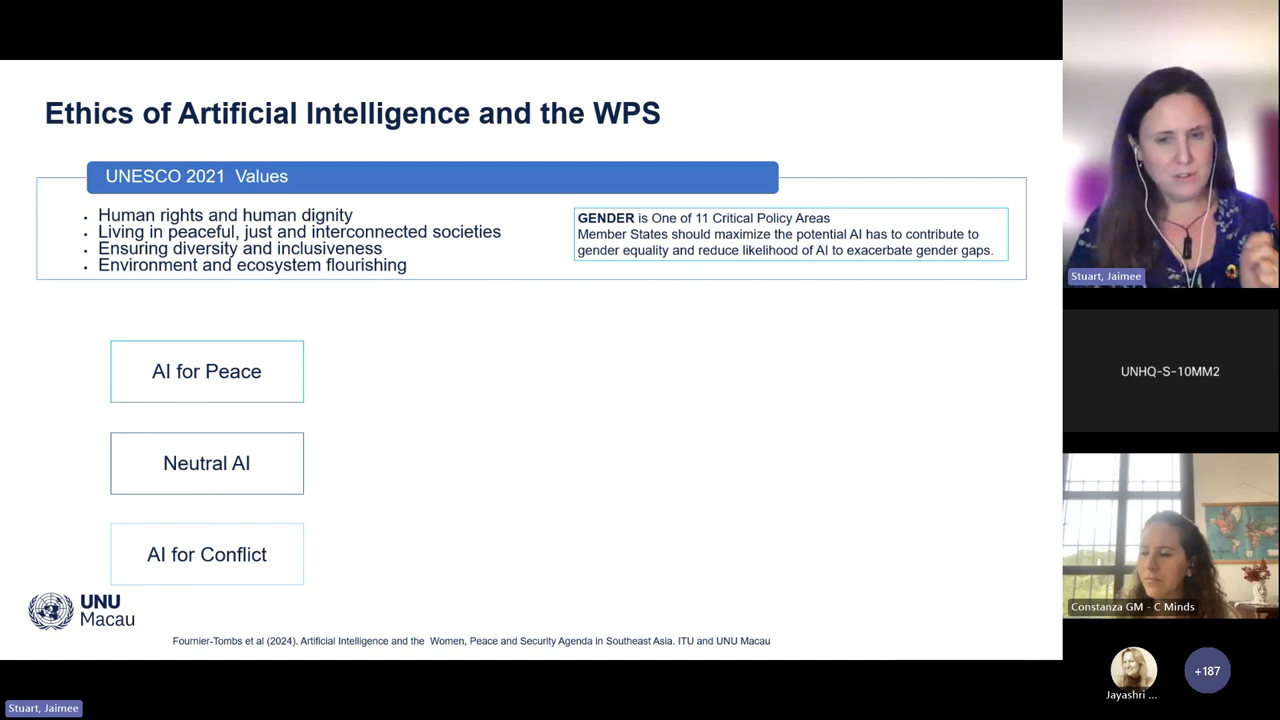 Ethics of Artificial Intelligence and the WPS
UNESCO 2021 Values
• Human rights and human dignity
• Living in peaceful, just and interconnected societies
• Ensuring diversity and inclusiveness
• Environment and ecosystem flourishing
GENDER is One of 11 Critical Policy Areas
Member States should maximize the potential AI has to contribute to
gender equality and reduce likelihood of AI to exacerbate gender gaps.
AI for Peace
Neutral AI
AI for Conflict
UNU
Macau
Fournier-Tombs et al (2024). Artificial Intelligence and the Women, Peace and Security Agenda in Southeast Asia. ITU and UNU Macau
Stuart, Jaimee
Stuart, Jaimee
UNHQ-S-10MM2
Constanza GM - C Minds
Jayashri ...
+187